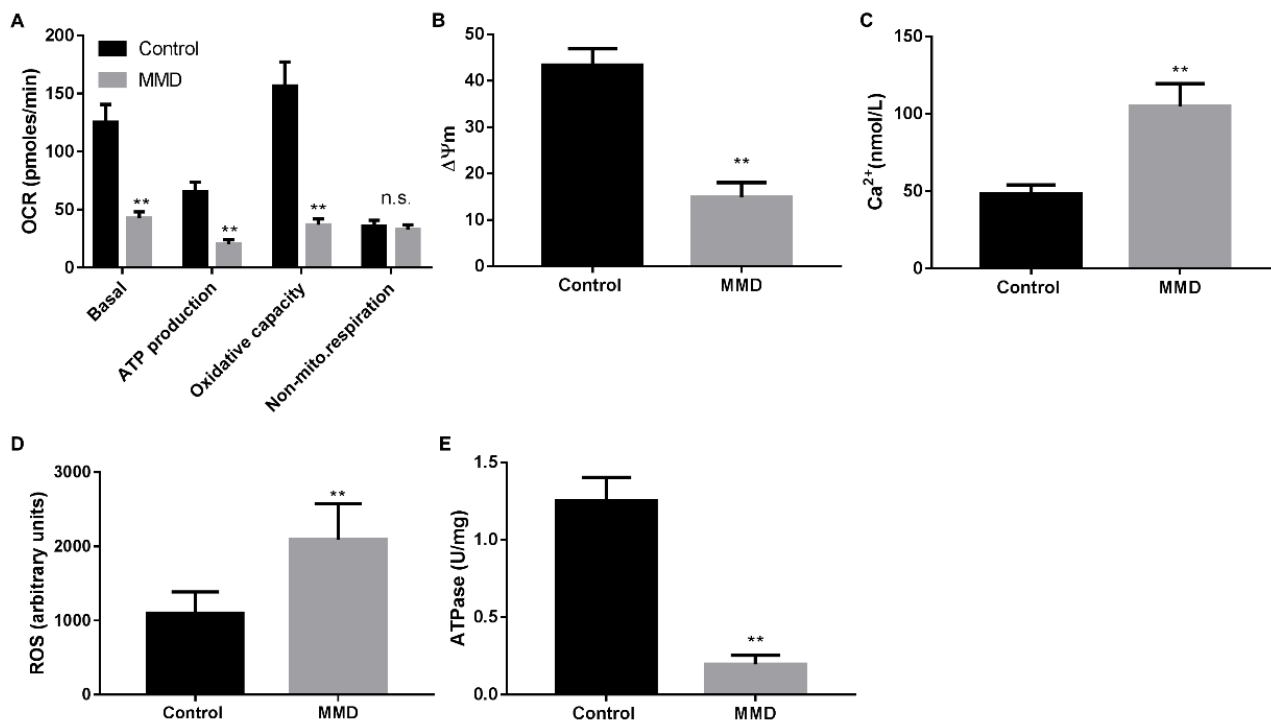 A
OCR (pmoles/min)
200
150
100
50
0
Control
MMD
**
**
**
n.s.
Basal
ATP production
Oxidative capacity
Non-mito.respiration
B
ΔΨm
50
40
30
20
10
0
**
Control
MMD
C
Ca²⁺(nmol/L)
150
100
50
0
**
Control
MMD
D
ROS (arbitrary units)
3000
2000
1000
0
**
Control
MMD
E
ATPase (U/mg)
1.5
1.0
0.5
0.0
**
Control
MMD